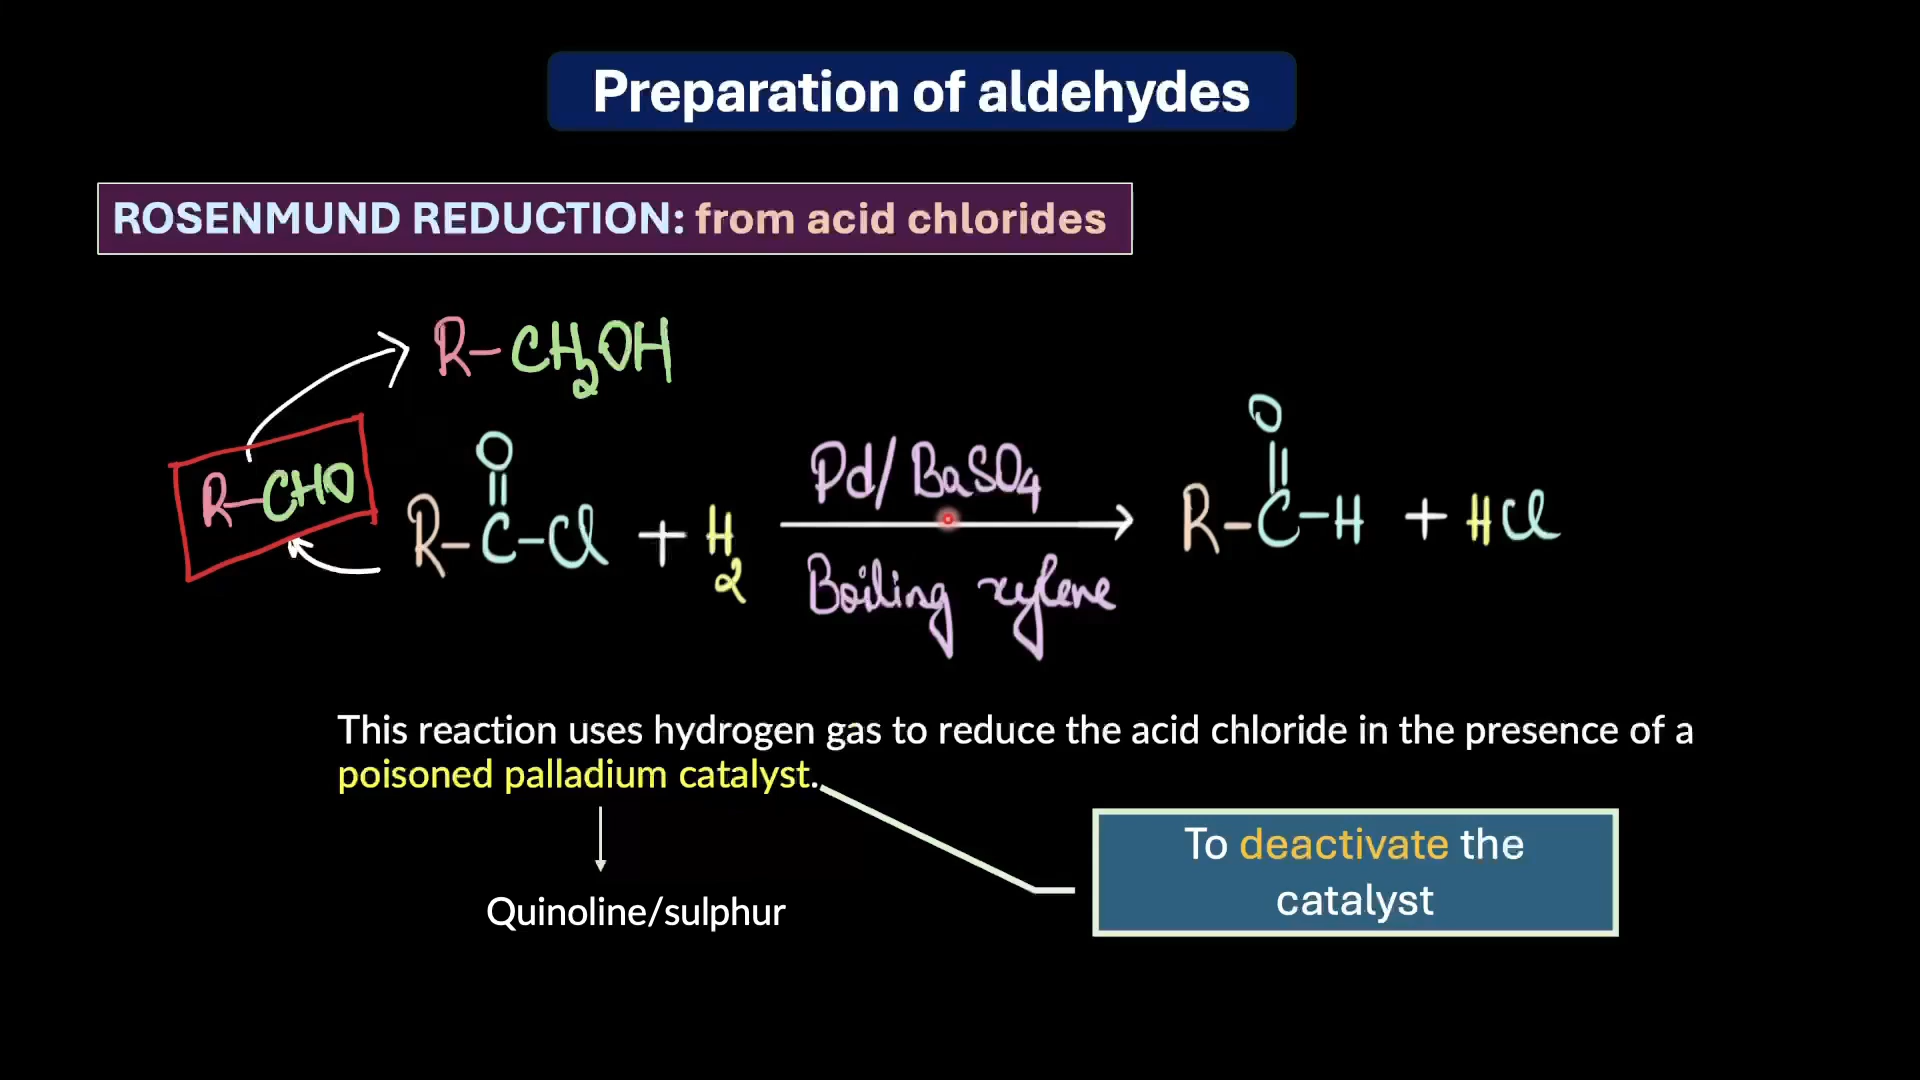 Preparation of aldehydes
ROSENMUND REDUCTION: from acid chlorides
R-CH2OH
R-CHO
O
R-C-Cl + H2
Pd/BaSO4
Boiling xylene
O
R-C-H + HCl
This reaction uses hydrogen gas to reduce the acid chloride in the presence of a
poisoned palladium catalyst.
To deactivate the
catalyst
Quinoline/sulphur